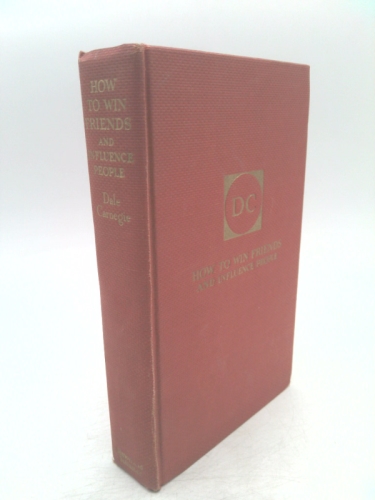 HOW
TO WIN
FRIENDS
AND
INFLUENCE
PEOPLE
Dale
Carnegie
DC
HOW TO WIN FRIENDS
AND INFLUENCE PEOPLE